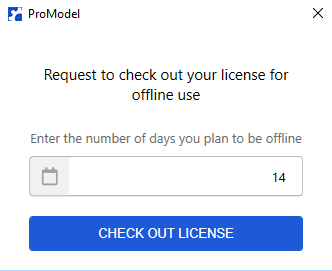 ProModel
Request to check out your license for
offline use
Enter the number of days you plan to be offline
14
CHECK OUT LICENSE